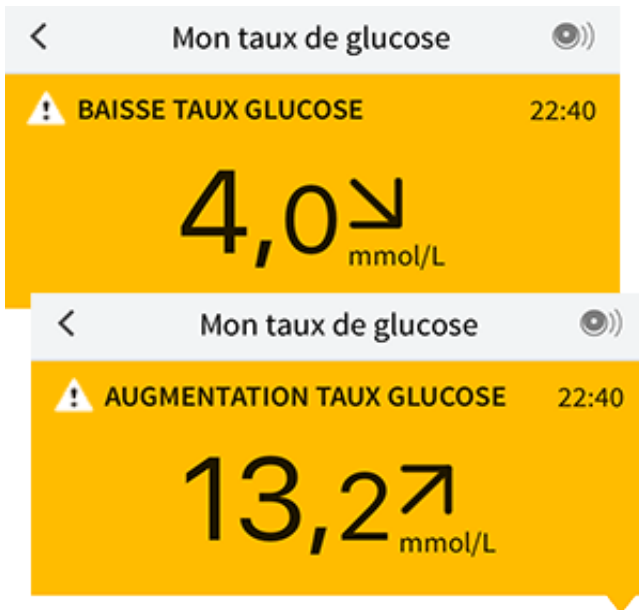 Mon taux de glucose
BAISSE TAUX GLUCOSE 22:40
4,0
mmol/L
Mon taux de glucose
AUGMENTATION TAUX GLUCOSE 22:40
13,2
mmol/L